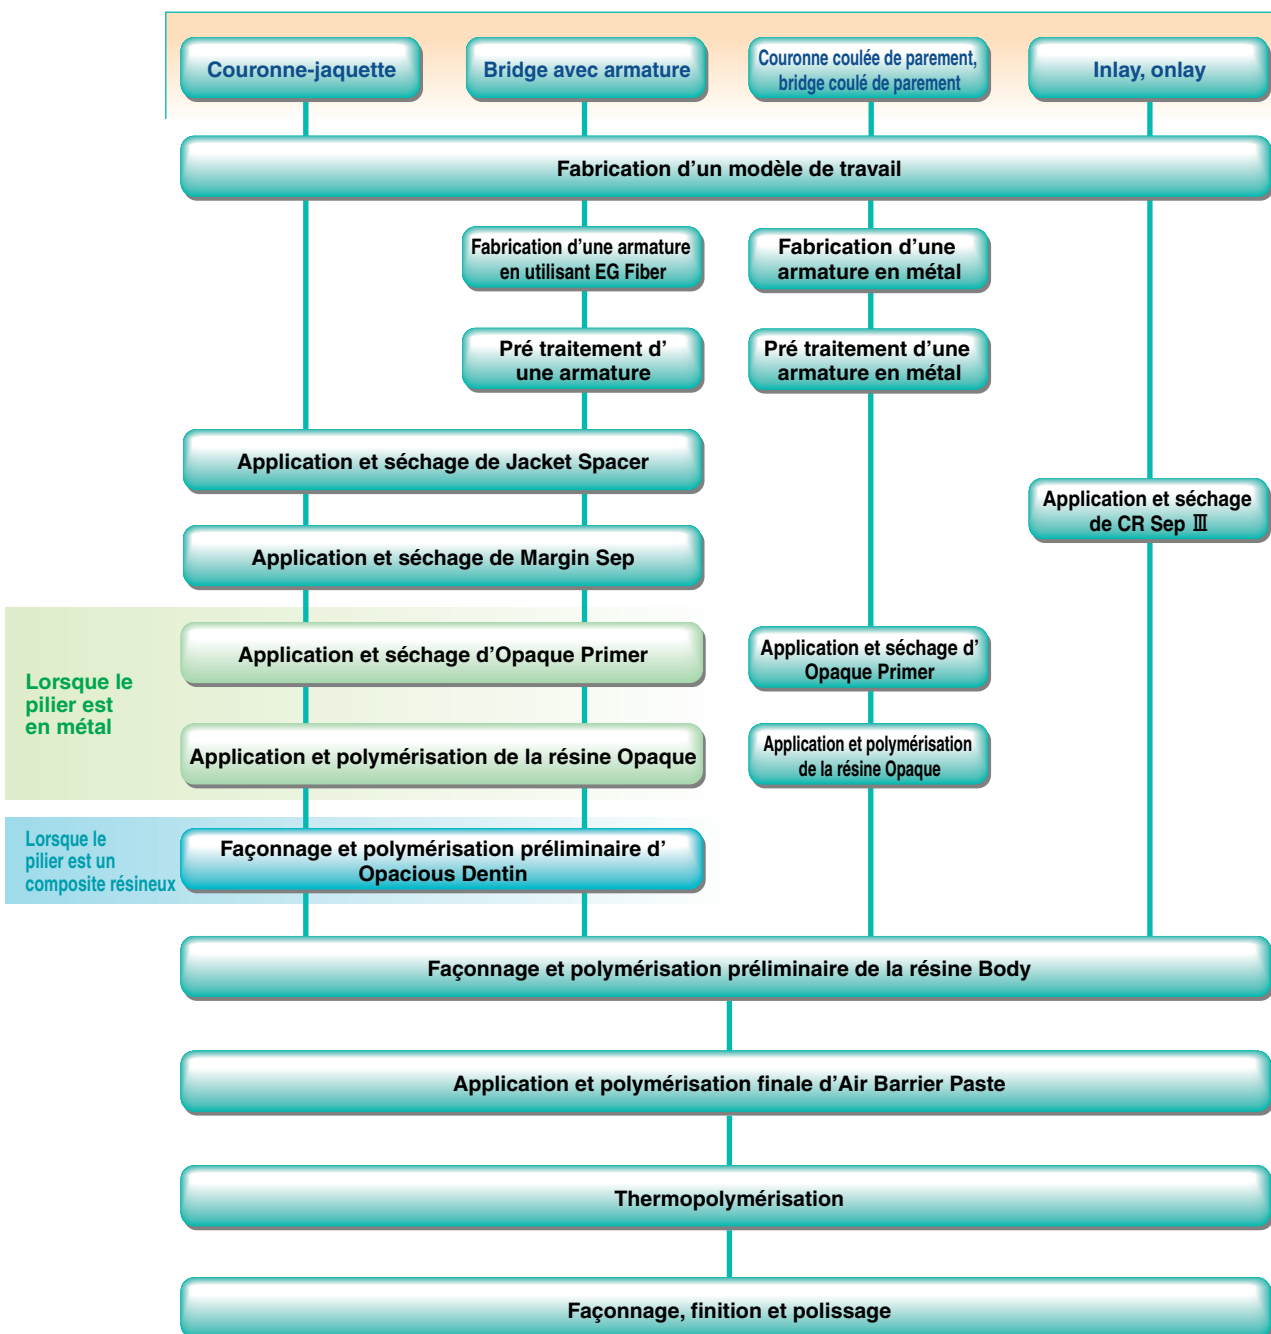 Couronne-jaquette
Bridge avec armature
Couronne coulée de parement,
bridge coulé de parement
Inlay, onlay
Fabrication d’un modèle de travail
Fabrication d’une armature
en utilisant EG Fiber
Fabrication d’une
armature en métal
Pré traitement d’
une armature
Pré traitement d’une
armature en métal
Application et séchage de Jacket Spacer
Application et séchage
de CR Sep Ⅲ
Application et séchage de Margin Sep
Lorsque le
pilier est
en métal
Application et séchage d’Opaque Primer
Application et séchage d’
Opaque Primer
Application et polymérisation de la résine Opaque
Application et polymérisation
de la résine Opaque
Lorsque le
pilier est un
composite résineux
Façonnage et polymérisation préliminaire d’
Opacious Dentin
Façonnage et polymérisation préliminaire de la résine Body
Application et polymérisation finale d’Air Barrier Paste
Thermopolymérisation
Façonnage, finition et polissage